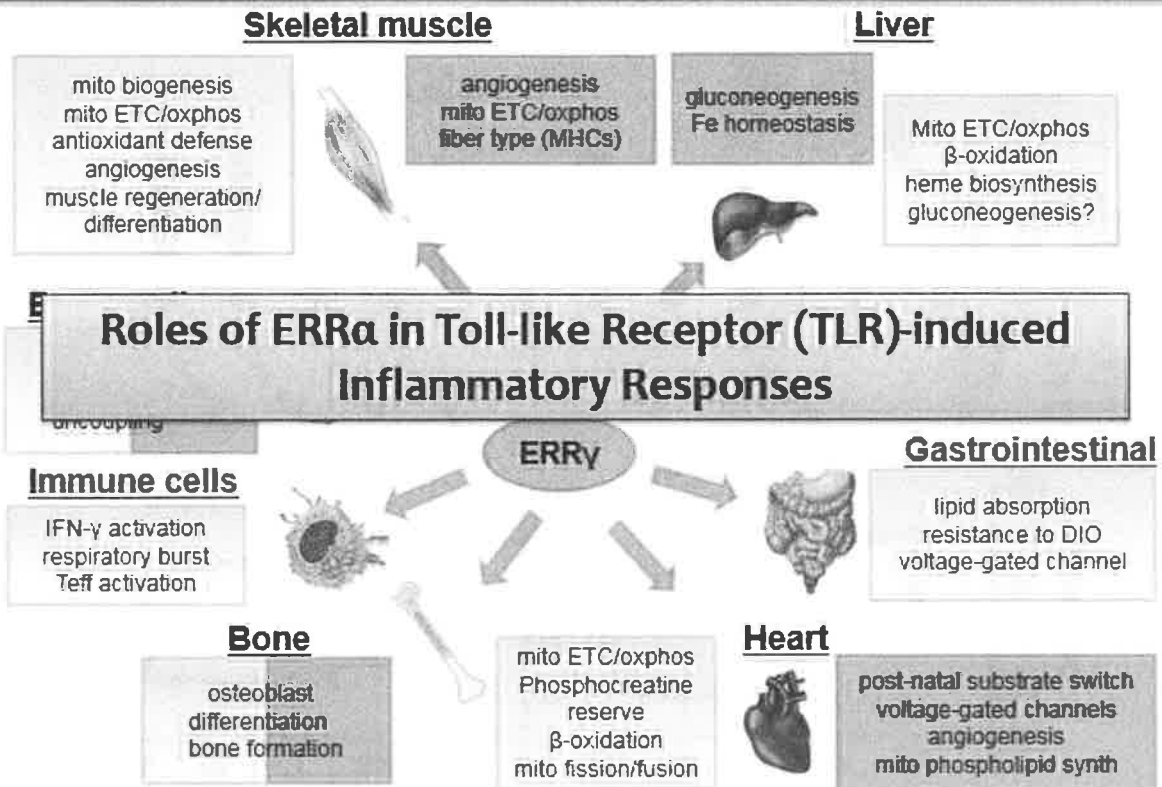 Skeletal muscle
Liver
mito biogenesis
mito ETC/oxphos
antioxidant defense
angiogenesis
muscle regeneration/
differentiation
angiogenesis
mito ETC/oxphos
fiber type (MHCs)
gluconeogenesis
Fe homeostasis
Mito ETC/oxphos
β-oxidation
heme biosynthesis
gluconeogenesis?
Roles of ERRα in Toll-like Receptor (TLR)-induced
Inflammatory Responses
uncoupling
ERRγ
Immune cells
IFN-γ activation
respiratory burst
Teff activation
Gastrointestinal
lipid absorption
resistance to DIO
voltage-gated channel
Bone
osteoblast
differentiation
bone formation
mito ETC/oxphos
Phosphocreatine
reserve
β-oxidation
mito fission/fusion
Heart
post-natal substrate switch
voltage-gated channels
angiogenesis
mito phospholipid synth